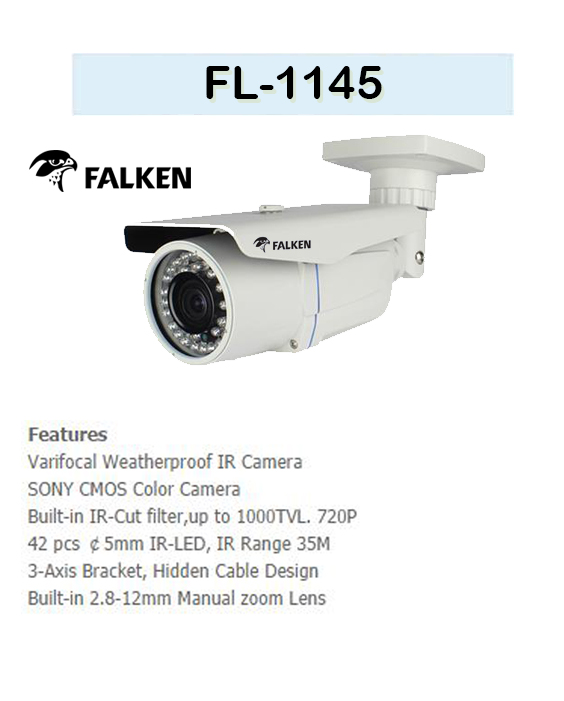 FL-1145
FALKEN
FALKEN
Features
Varifocal Weatherproof IR Camera
SONY CMOS Color Camera
Built-in IR-Cut filter,up to 1000TVL. 720P
42 pcs ¢5mm IR-LED, IR Range 35M
3-Axis Bracket, Hidden Cable Design
Built-in 2.8-12mm Manual zoom Lens